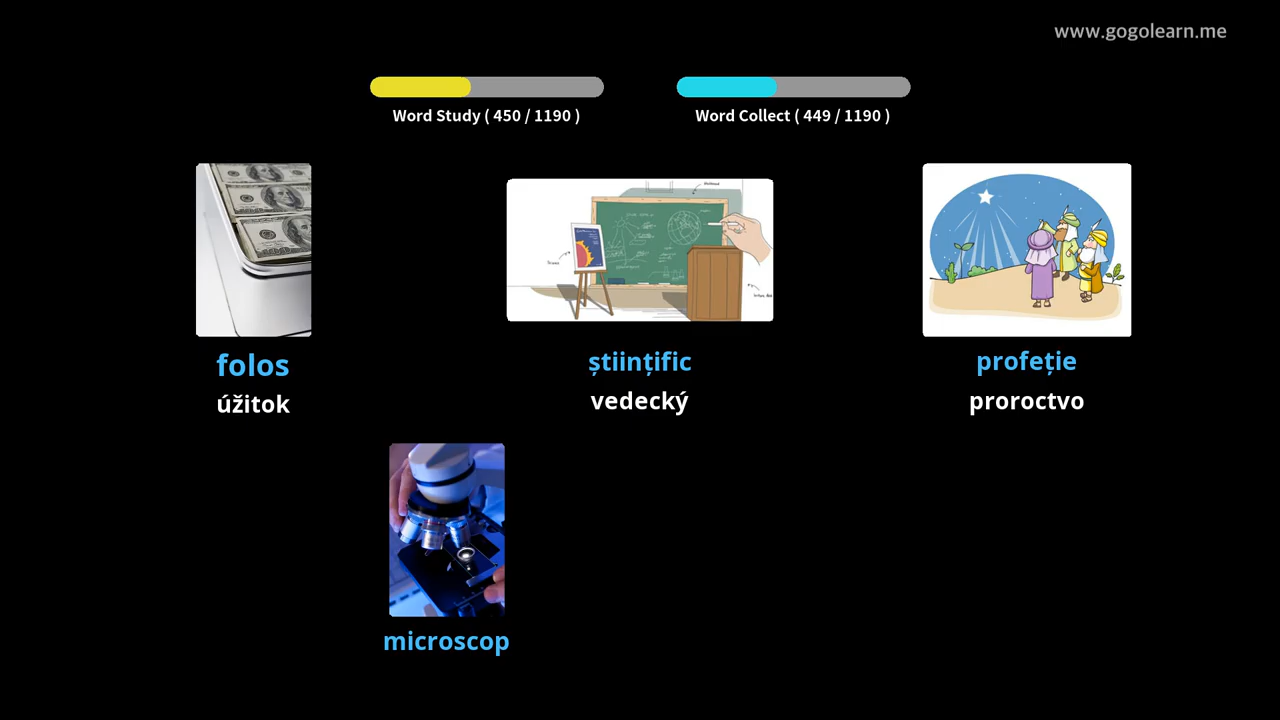 www.gogolearn.me
Word Study ( 450 / 1190 )
Word Collect ( 449 / 1190 )
folos
științific
profeție
úžitok
vedecký
proroctvo
microscop